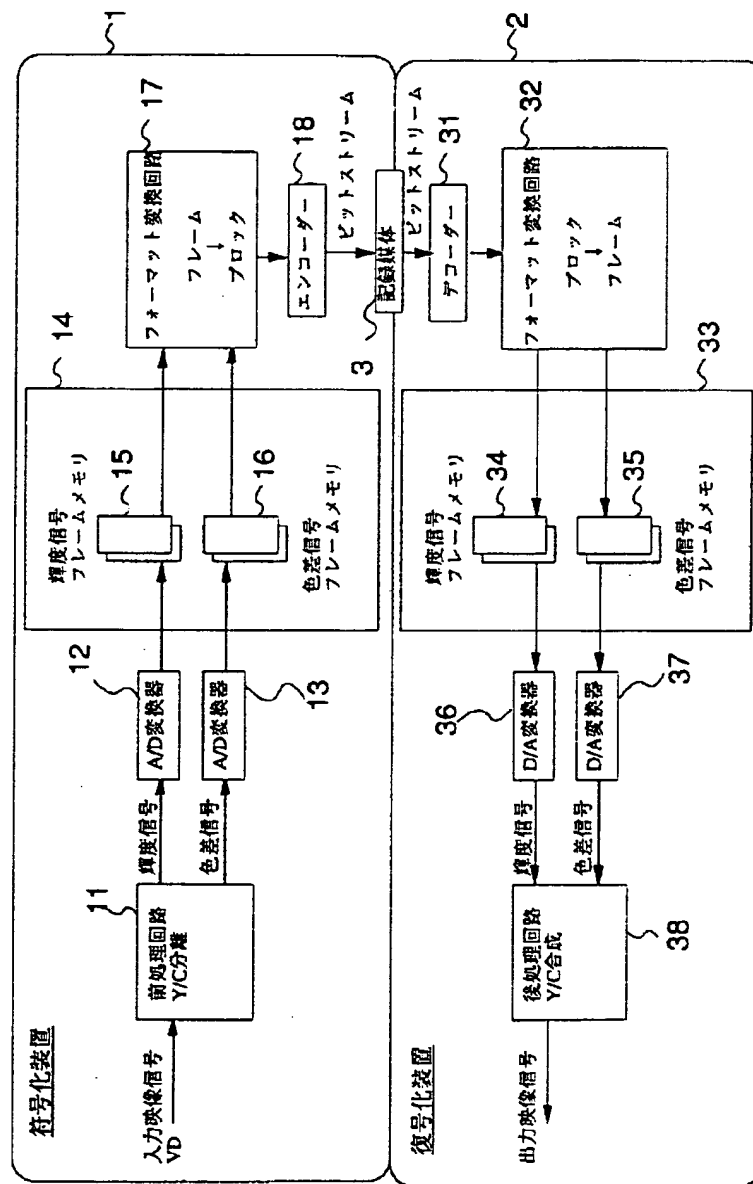 1
符号化装置
入力映像信号
VD
11
前処理回路
Y/C分離
輝度信号
色差信号
12
A/D変換器
A/D変換器
13
14
輝度信号
フレームメモリ
15
16
色差信号
フレームメモリ
17
フォーマット変換回路
フレーム
↓
ブロック
18
エンコーダー
ビットストリーム
3
記録媒体
2
復号化装置
ビットストリーム
31
デコーダー
32
フォーマット変換回路
ブロック
↓
フレーム
33
輝度信号
フレームメモリ
34
35
色差信号
フレームメモリ
36
D/A変換器
D/A変換器
37
輝度信号
色差信号
後処理回路
Y/C合成
38
出力映像信号